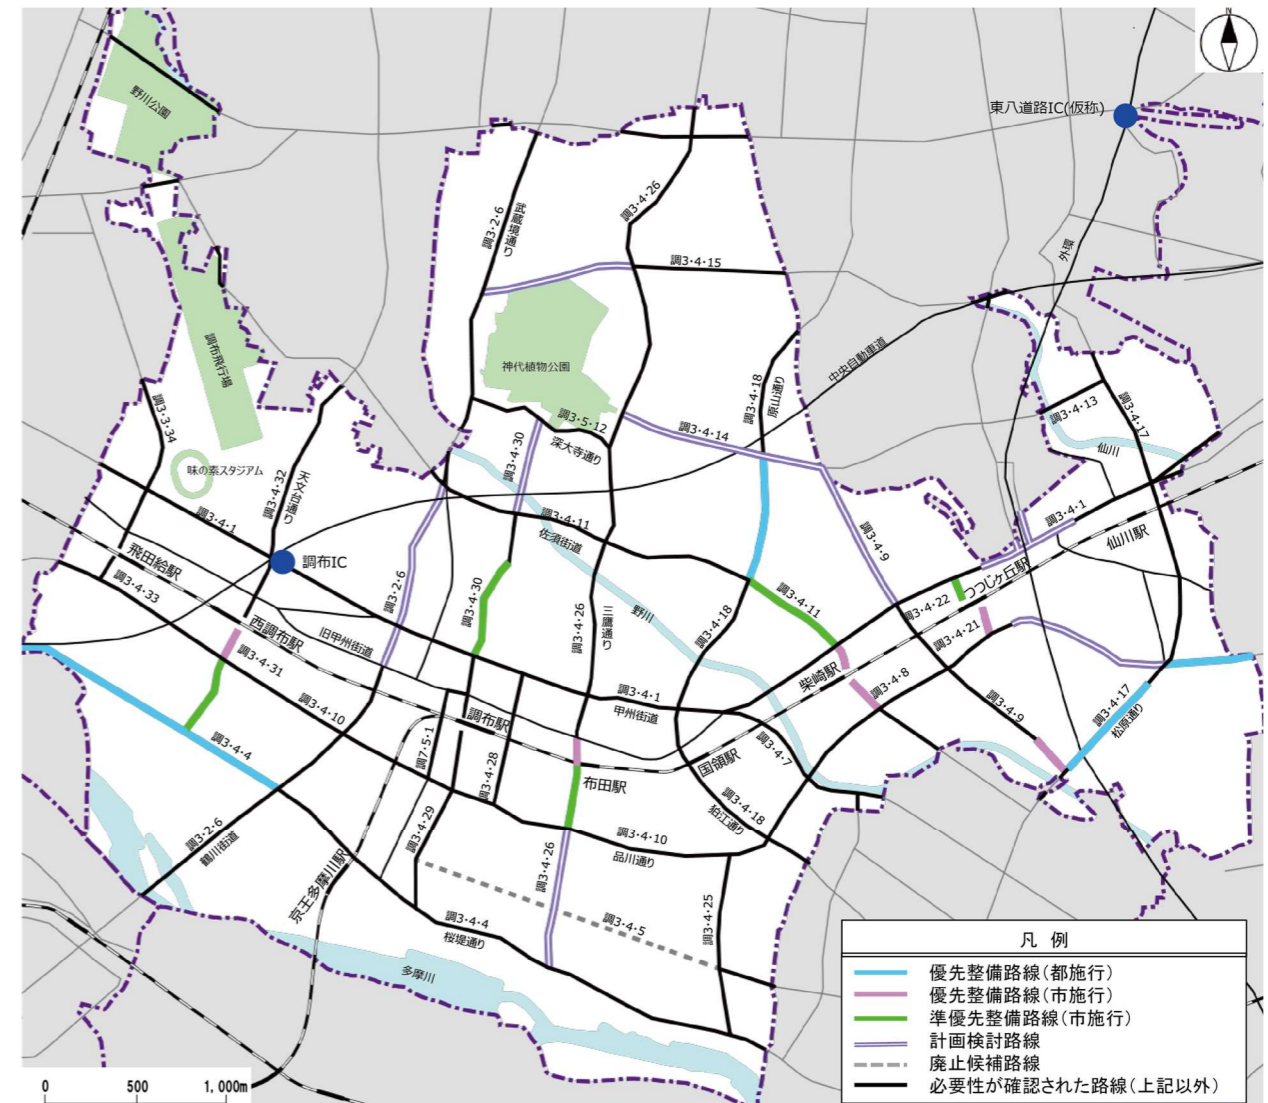 N
東八道路IC(仮称)
野川公園
調3・4・26
武蔵境通り
調3・2・6
調3・4・15
外環
調布飛行場
神代植物公園
中央自動車道
調3・4・18
原山通り
調3・4・13
調3・4・17
調3・3・34
調3・5・12
深大寺通り
調3・4・14
仙川
調3・4・30
味の素スタジアム
調3・4・32
天文台通り
調3・4・1
調3・4・11
佐須街道
調3・4・1
仙川駅
調3・4・9
飛田給駅
調布IC
つつじヶ丘駅
調3・4・33
調3・2・6
調3・4・30
調3・4・11
調3・4・22
野川
調3・4・26
三鷹通り
調3・4・18
調3・4・21
西調布駅
旧甲州街道
調3・4・31
柴崎駅
調3・4・8
調3・4・1
甲州街道
調3・4・10
調布駅
調3・4・9
調3・4・17
松原通り
調3・4・4
調7・5・1
調3・4・28
国領駅
調3・4・7
布田駅
調3・4・18
狛江通り
調3・2・6
鶴川街道
調3・4・29
調3・4・10
品川通り
京王多摩川駅
調3・4・26
調3・4・5
調3・4・25
調3・4・4
桜堤通り
多摩川
凡例
優先整備路線(都施行)
優先整備路線(市施行)
準優先整備路線(市施行)
計画検討路線
廃止候補路線
必要性が確認された路線(上記以外)
0 500 1,000m